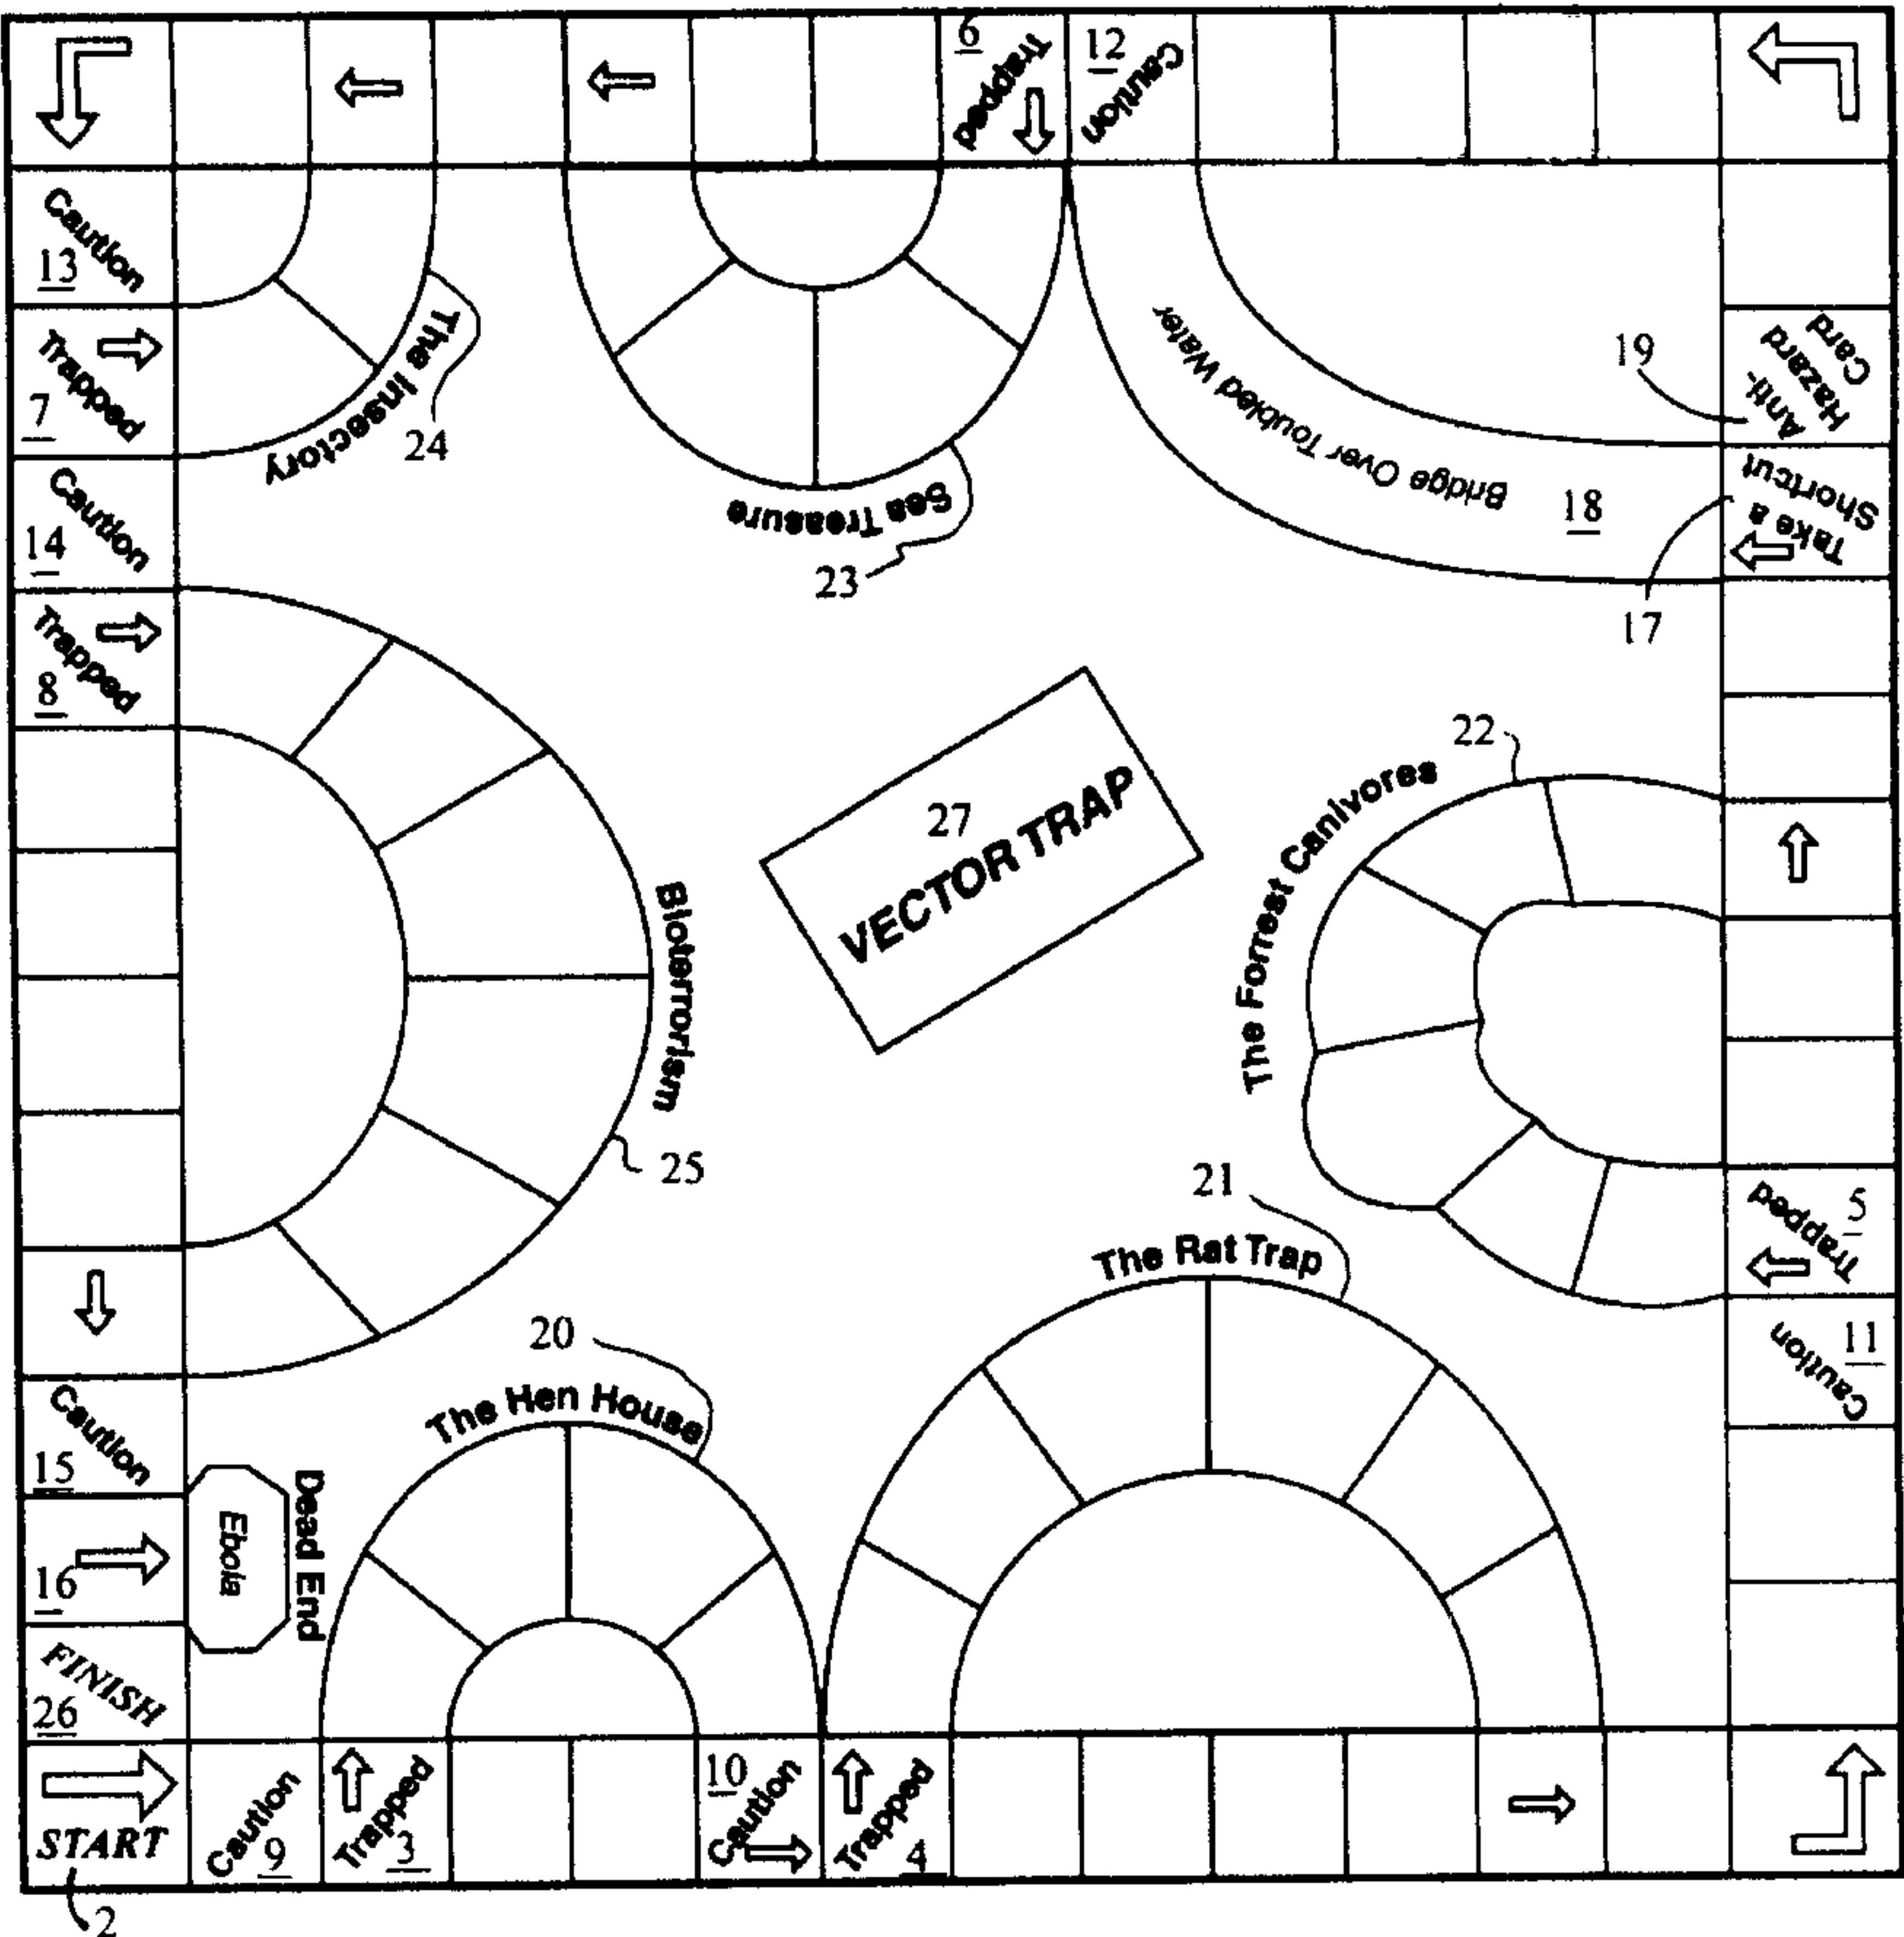 6
Trapped
12
Caution
Caution
13
Trapped
7
The Insectory
24
Sea Treasure
23
Bridge Over Toubled Water
18
19
Anti-
Hazard
Card
Take a
Shortcut
17
Caution
14
Trapped
8
27
VECTOR TRAP
22
The Forrest Canivores
Bioterrorism
25
5
Trapped
11
Caution
21
The Rat Trap
20
The Hen House
Caution
15
16
Ebola
Dead End
FINISH
26
START
2
Caution
9
Trapped
3
10
Caution
Trapped
4